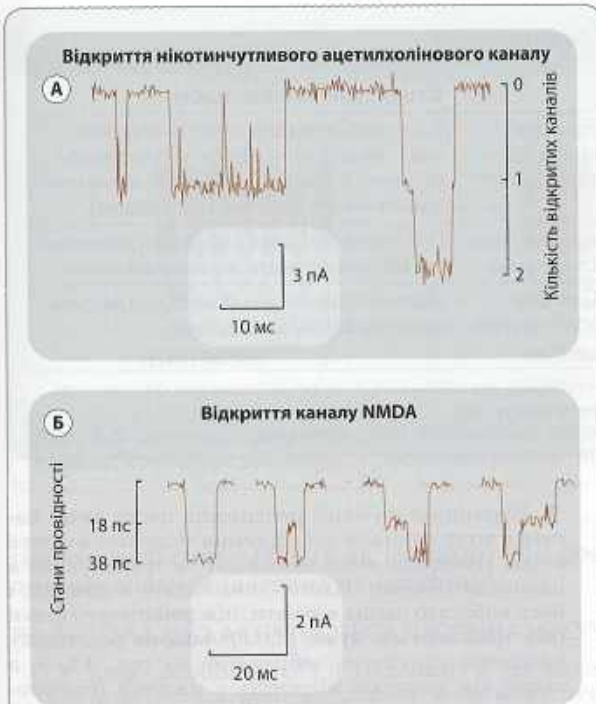 Відкриття нікотинчутливого ацетилхолінового каналу
А
0
1
2
Кількість відкритих каналів
3 пА
10 мс
Б
Відкриття каналу NMDA
Стани провідності
18 пс
38 пс
2 пА
20 мс